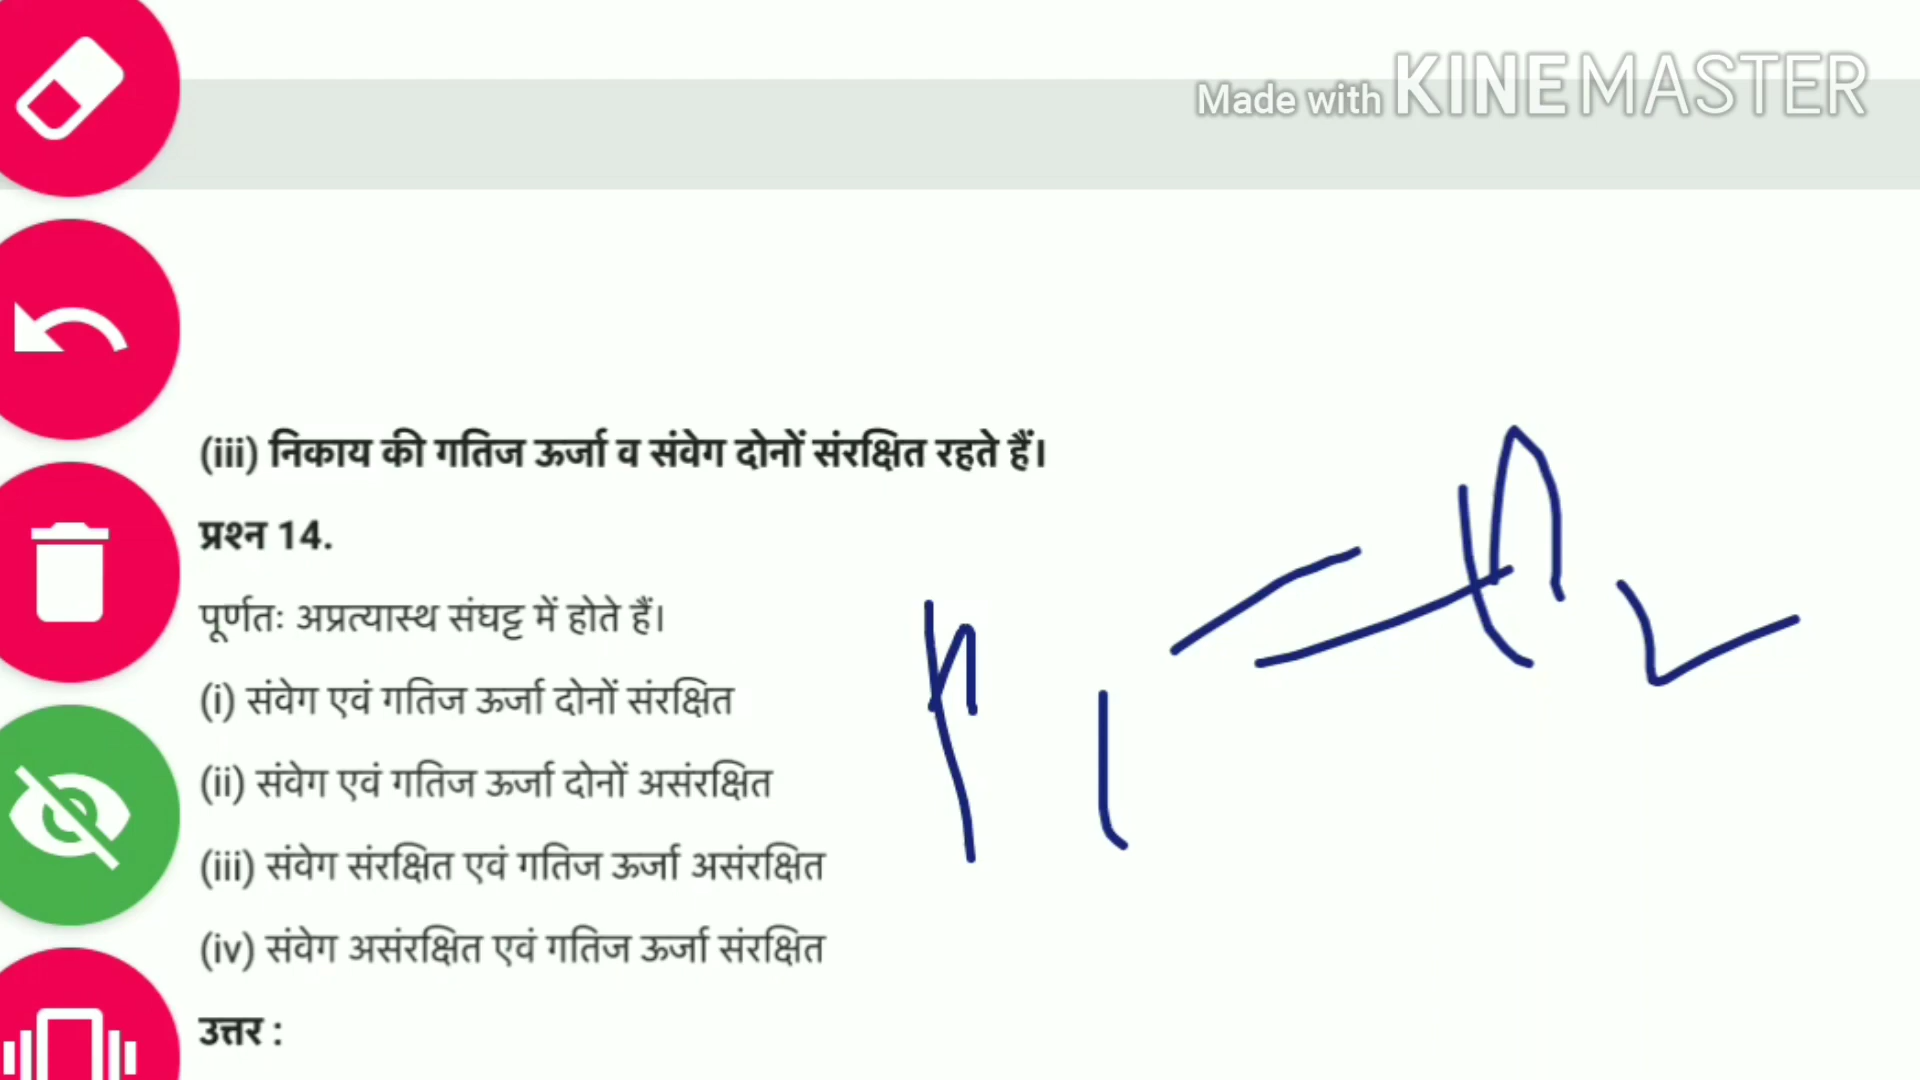 Made with KINEMASTER
(iii) निकाय की गतिज ऊर्जा व संवेग दोनों संरक्षित रहते हैं।
प्रश्न 14.
पूर्णतः अप्रत्यास्थ संघट्ट में होते हैं।
(i) संवेग एवं गतिज ऊर्जा दोनों संरक्षित
(ii) संवेग एवं गतिज ऊर्जा दोनों असंरक्षित
(iii) संवेग संरक्षित एवं गतिज ऊर्जा असंरक्षित
(iv) संवेग असंरक्षित एवं गतिज ऊर्जा संरक्षित
उत्तर :